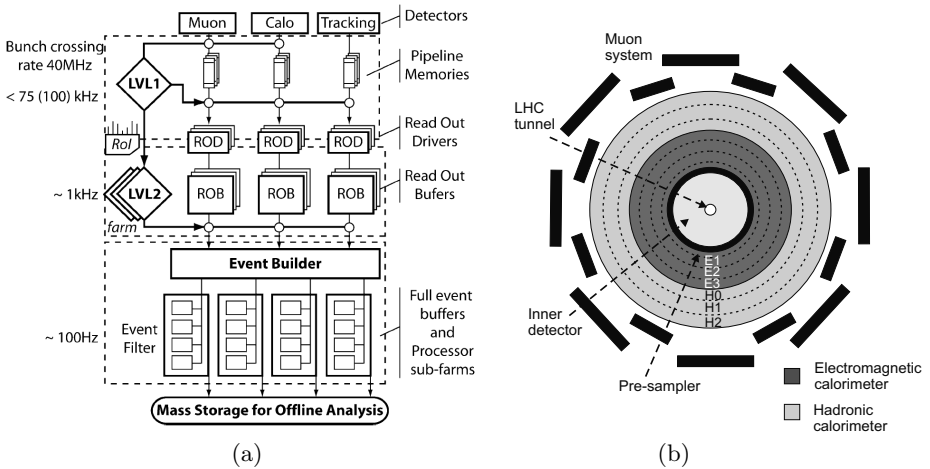 Muon Calo Tracking
Detectors
Bunch crossing
rate 40MHz
LVL1
< 75 (100) kHz
Pipeline
Memories
RoI
ROD ROD ROD
Read Out
Drivers
~ 1kHz
LVL2
farm
ROB ROB ROB
Read Out
Bufers
Event Builder
Event
Filter
~ 100Hz
Full event
buffers
and
Processor
sub-farms
Mass Storage for Offline Analysis
(a)
Muon
system
LHC
tunnel
E1
E2
E3
H0
H1
H2
Inner
detector
Pre-sampler
Electromagnetic
calorimeter
Hadronic
calorimeter
(b)